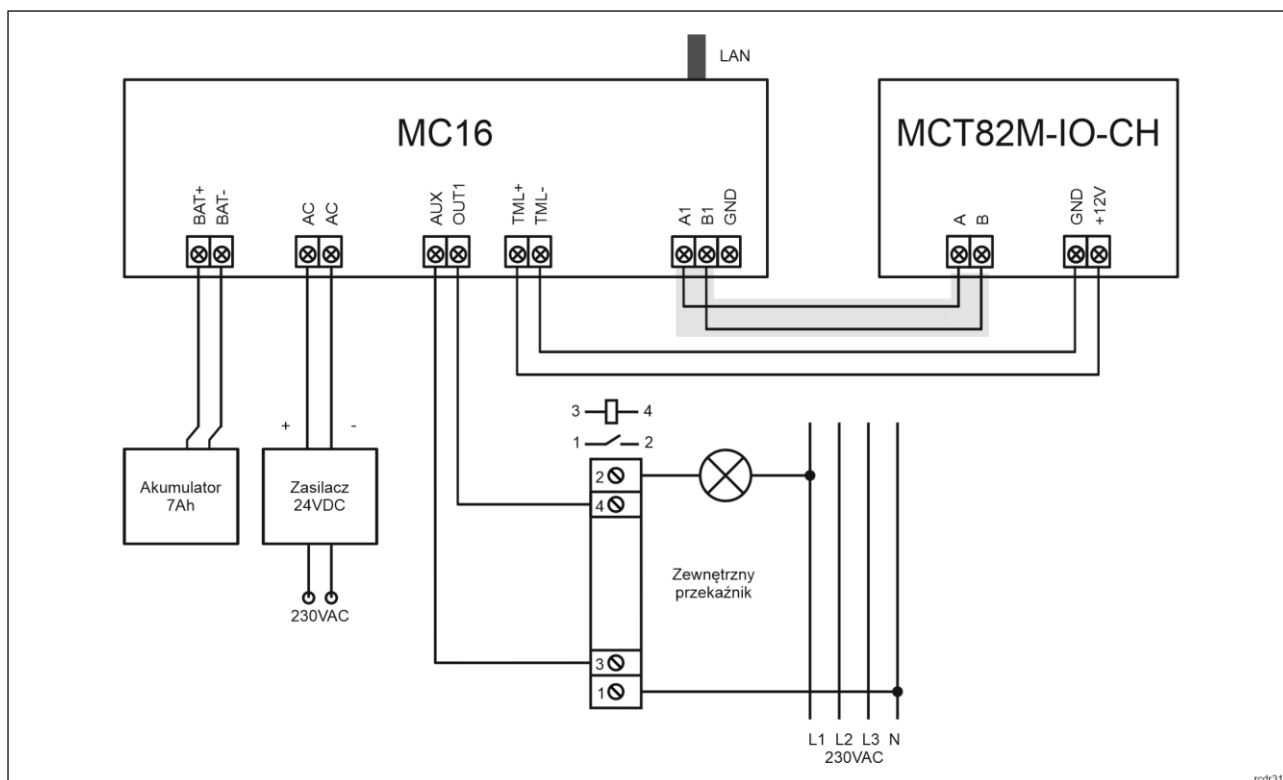 LAN
MC16
MCT82M-IO-CH
BAT+
BAT-
AC
AC
AUX
OUT1
TML+
TML-
A1
B1
GND
A
B
GND
+12V
+
-
Akumulator
7Ah
Zasilacz
24VDC
230VAC
3 4
1 2
2
4
Zewnętrzny
przekaźnik
3
1
L1 L2 L3 N
230VAC